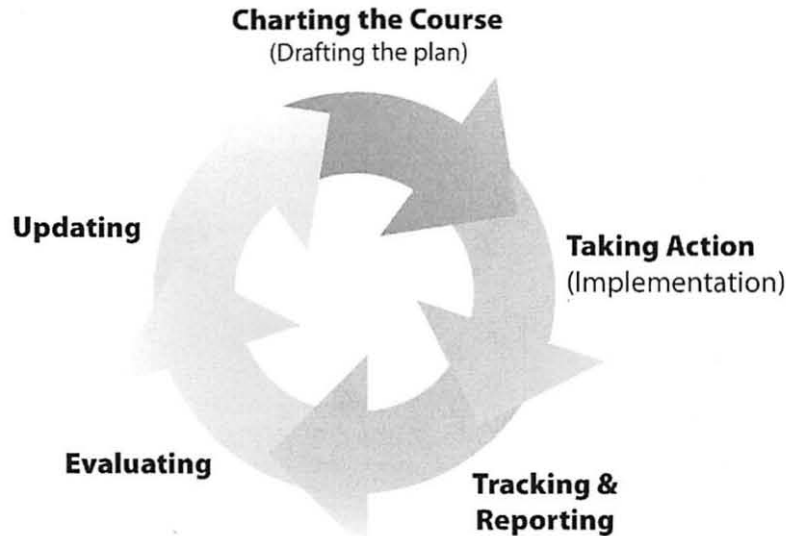 Charting the Course
(Drafting the plan)
Updating
Taking Action
(Implementation)
Evaluating
Tracking &
Reporting